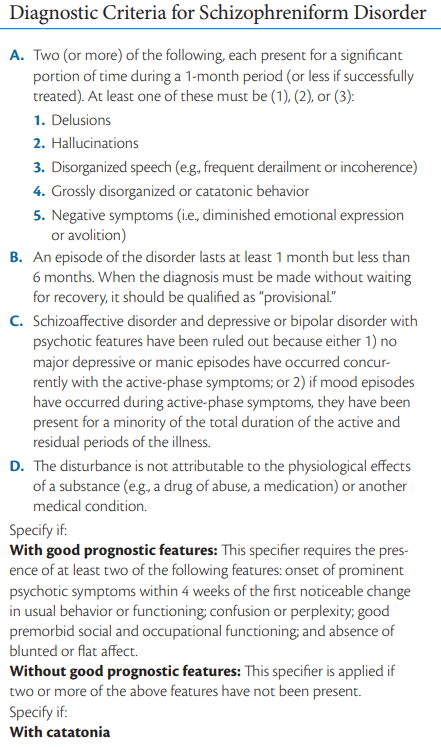 Diagnostic Criteria for Schizophreniform Disorder
A. Two (or more) of the following, each present for a significant
portion of time during a 1-month period (or less if successfully
treated). At least one of these must be (1), (2), or (3):
1. Delusions
2. Hallucinations
3. Disorganized speech (e.g., frequent derailment or incoherence)
4. Grossly disorganized or catatonic behavior
5. Negative symptoms (i.e., diminished emotional expression
or avolition)
B. An episode of the disorder lasts at least 1 month but less than
6 months. When the diagnosis must be made without waiting
for recovery, it should be qualified as “provisional.”
C. Schizoaffective disorder and depressive or bipolar disorder with
psychotic features have been ruled out because either 1) no
major depressive or manic episodes have occurred concur-
rently with the active-phase symptoms; or 2) if mood episodes
have occurred during active-phase symptoms, they have been
present for a minority of the total duration of the active and
residual periods of the illness.
D. The disturbance is not attributable to the physiological effects
of a substance (e.g., a drug of abuse, a medication) or another
medical condition.
Specify if:
With good prognostic features: This specifier requires the pres-
ence of at least two of the following features: onset of prominent
psychotic symptoms within 4 weeks of the first noticeable change
in usual behavior or functioning; confusion or perplexity; good
premorbid social and occupational functioning; and absence of
blunted or flat affect.
Without good prognostic features: This specifier is applied if
two or more of the above features have not been present.
Specify if:
With catatonia